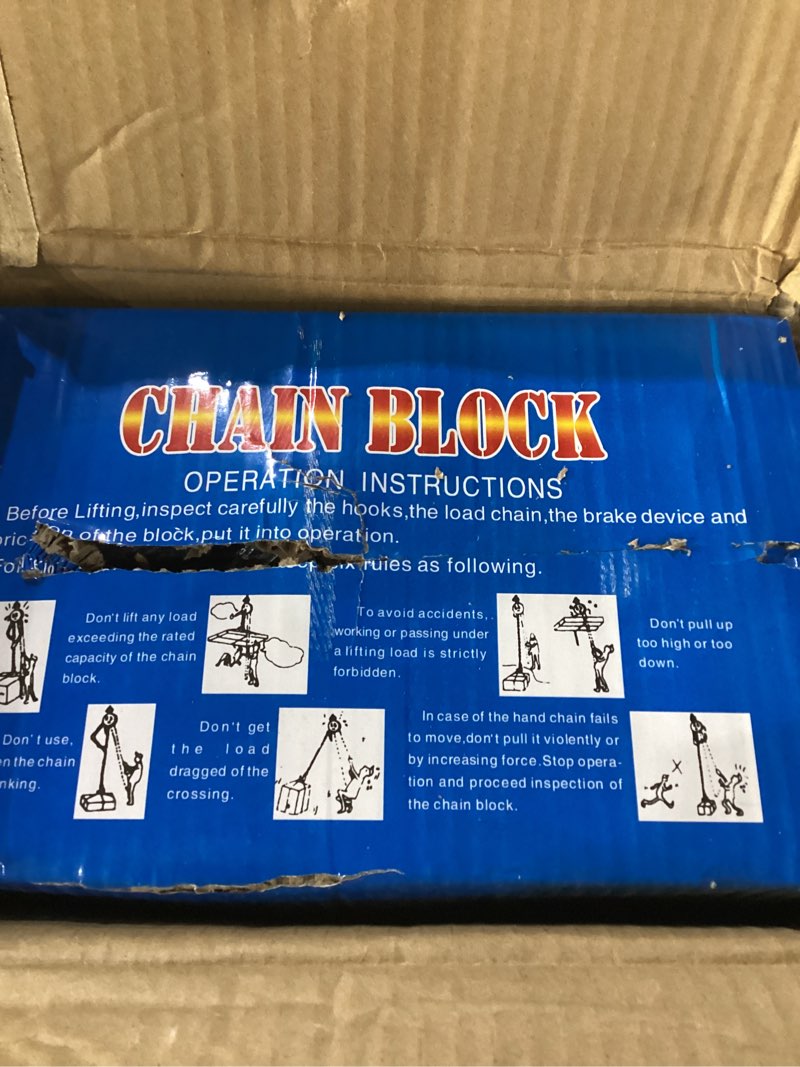 CHAIN BLOCK
OPERATION INSTRUCTIONS
Before Lifting,inspect carefully the hooks,the load chain,the brake device and
of the block,put it into operation.
rules as following.
Don't lift any load
exceeding the rated
capacity of the chain
block.
To avoid accidents,
working or passing under
a lifting load is strictly
forbidden.
Don't pull up
too high or too
down.
Don't use,
the chain
Don't get
the load
dragged of the
crossing.
In case of the hand chain fails
to move,don't pull it violently or
by increasing force.Stop opera-
tion and proceed inspection of
the chain block.
X